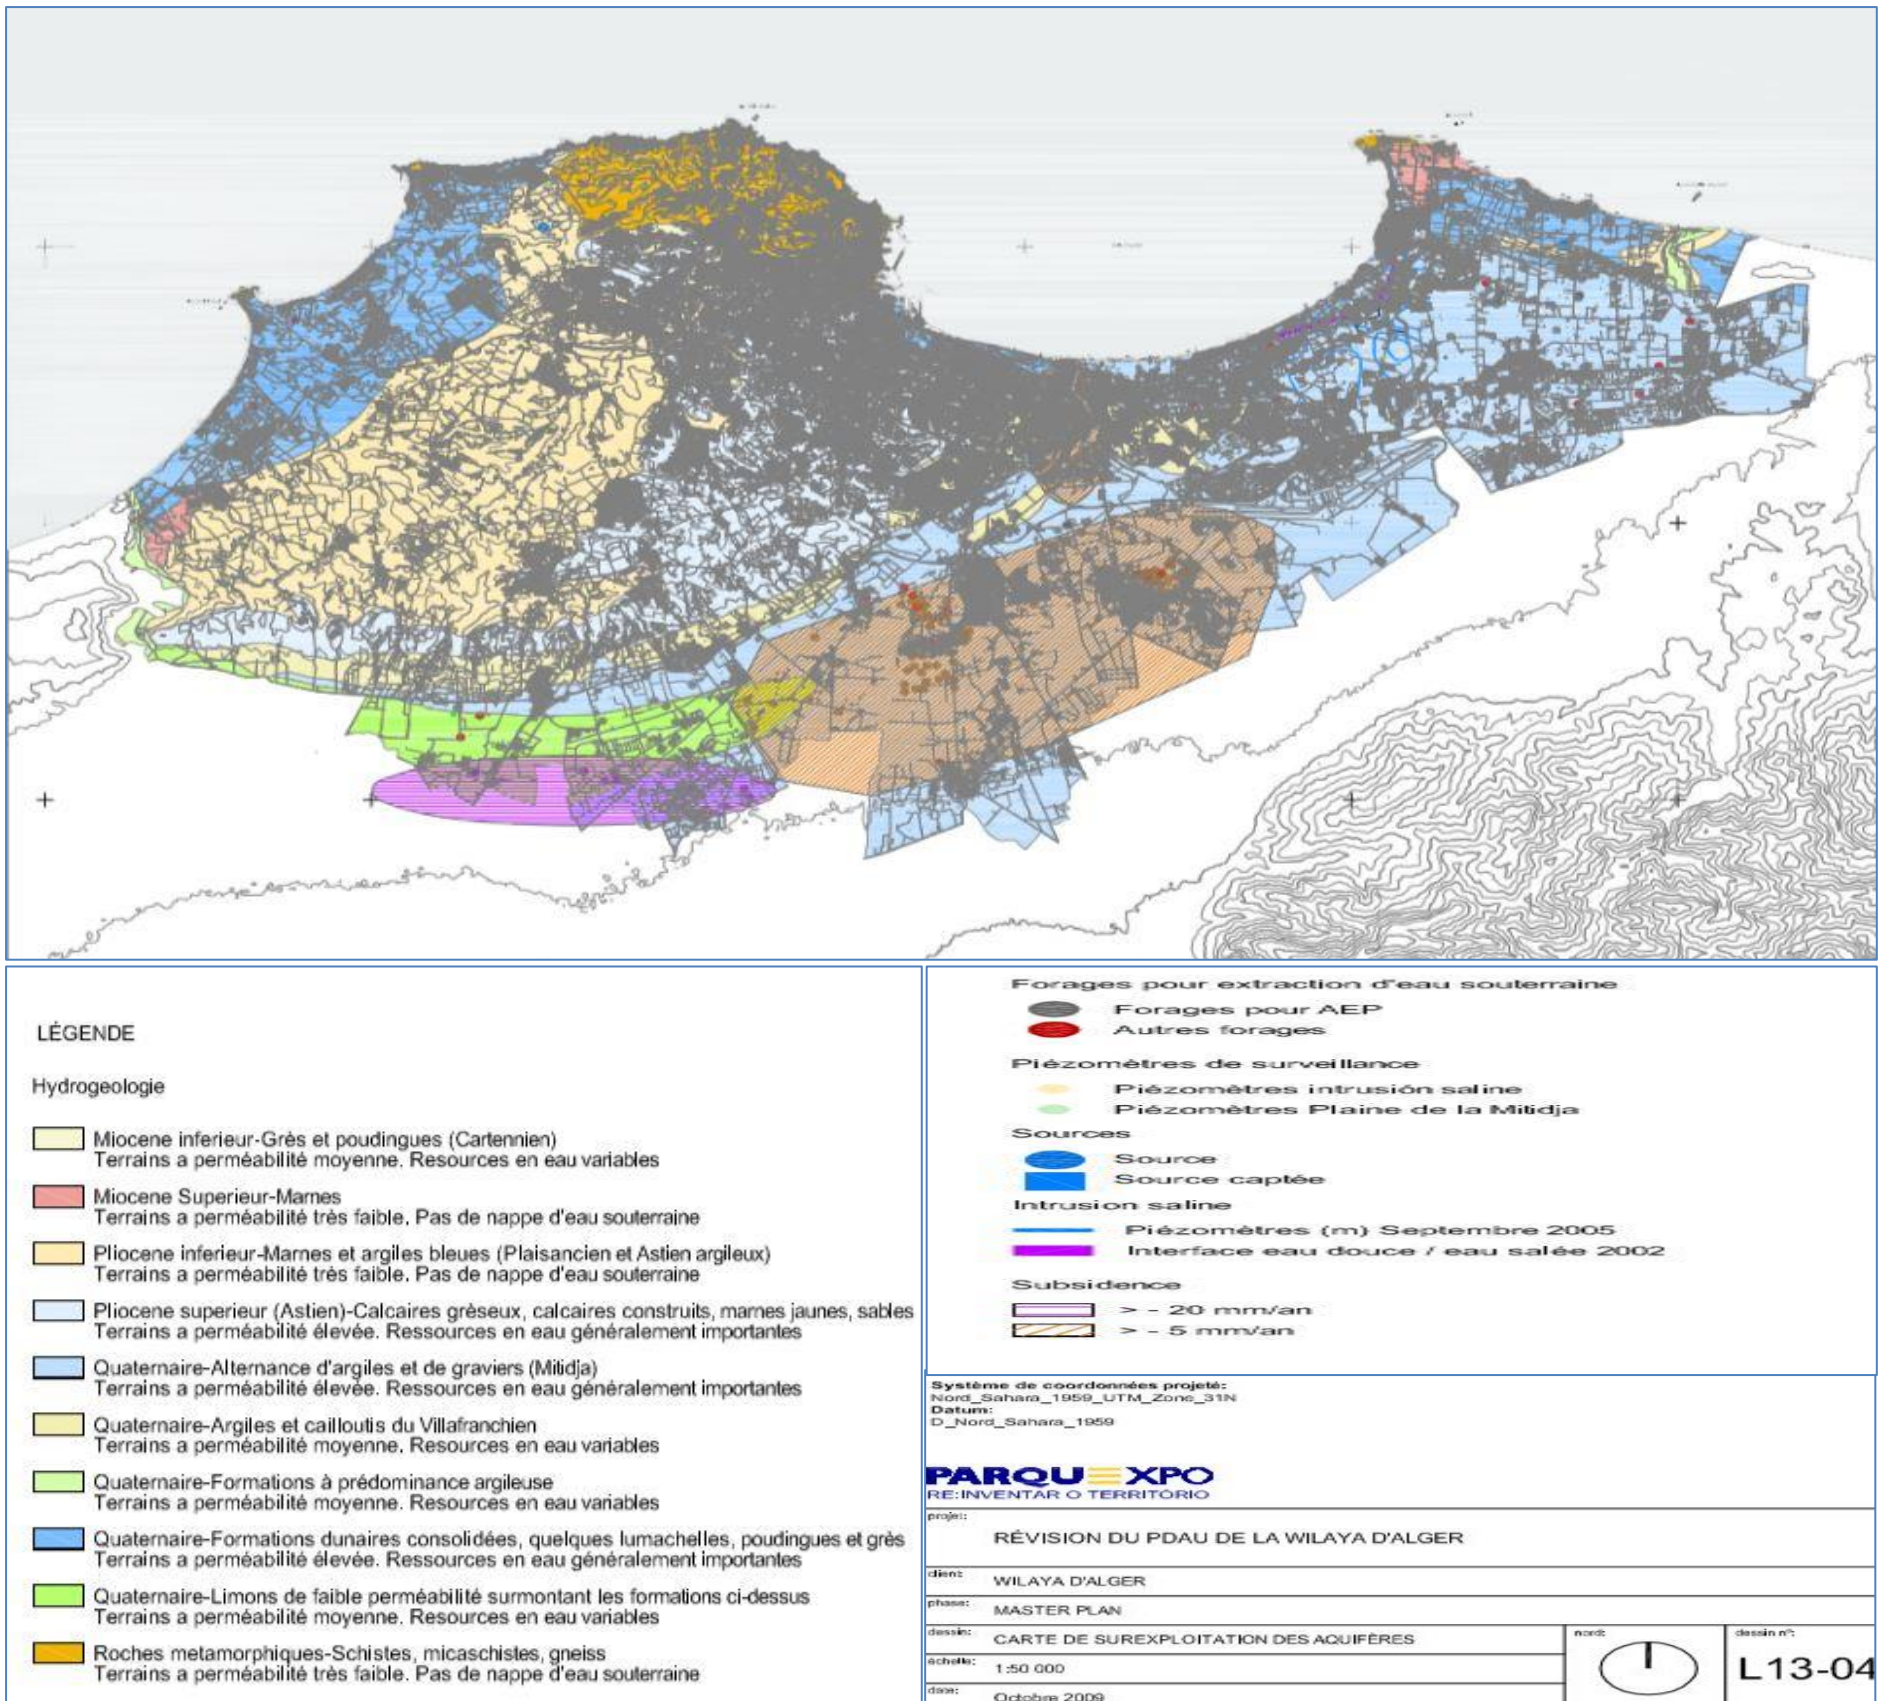 LÉGENDE
Hydrogeologie
Miocene inferieur-Grès et poudingues (Cartennien)
Terrains a perméabilité moyenne. Resources en eau variables
Miocene Superieur-Marnes
Terrains a perméabilité très faible. Pas de nappe d'eau souterraine
Pliocene inferieur-Marnes et argiles bleues (Plaisancien et Astien argileux)
Terrains a perméabilité très faible. Pas de nappe d'eau souterraine
Pliocene superieur (Astien)-Calcaires grèseux, calcaires construits, marnes jaunes, sables
Terrains a perméabilité élevée. Ressources en eau généralement importantes
Quaternaire-Alternance d'argiles et de graviers (Mitidja)
Terrains a perméabilité élevée. Ressources en eau généralement importantes
Quaternaire-Argiles et cailloutis du Villafranchien
Terrains a perméabilité moyenne. Resources en eau variables
Quaternaire-Formations à prédominance argileuse
Terrains a perméabilité moyenne. Resources en eau variables
Quaternaire-Formations dunaires consolidées, quelques lumachelles, poudingues et grès
Terrains a perméabilité élevée. Ressources en eau généralement importantes
Quaternaire-Limons de faible perméabilité surmontant les formations ci-dessus
Terrains a perméabilité moyenne. Resources en eau variables
Roches metamorphiques-Schistes, micaschistes, gneiss
Terrains a perméabilité très faible. Pas de nappe d'eau souterraine
Forages pour extraction d'eau souterraine
Forages pour AEP
Autres forages
Piézomètres de surveillance
Piézomètres intrusión saline
Piézomètres Plaine de la Mitidja
Sources
Source
Source captée
Intrusion saline
Piézomètres (m) Septembre 2005
Interface eau douce / eau salée 2002
Subsidence
> - 20 mm/an
> - 5 mm/an
Système de coordonnées projeté:
Nord_Sahara_1959_UTM_Zone_31N
Datum:
D_Nord_Sahara_1959
PARQUEXPO
RE:INVENTAR O TERRITÓRIO
projet:
RÉVISION DU PDAU DE LA WILAYA D'ALGER
client:
WILAYA D'ALGER
phase:
MASTER PLAN
dessin:
CARTE DE SUREXPLOITATION DES AQUIFÈRES
échelle:
1:50 000
date:
Octobre 2009
nord:
dessin nº:
L13-04